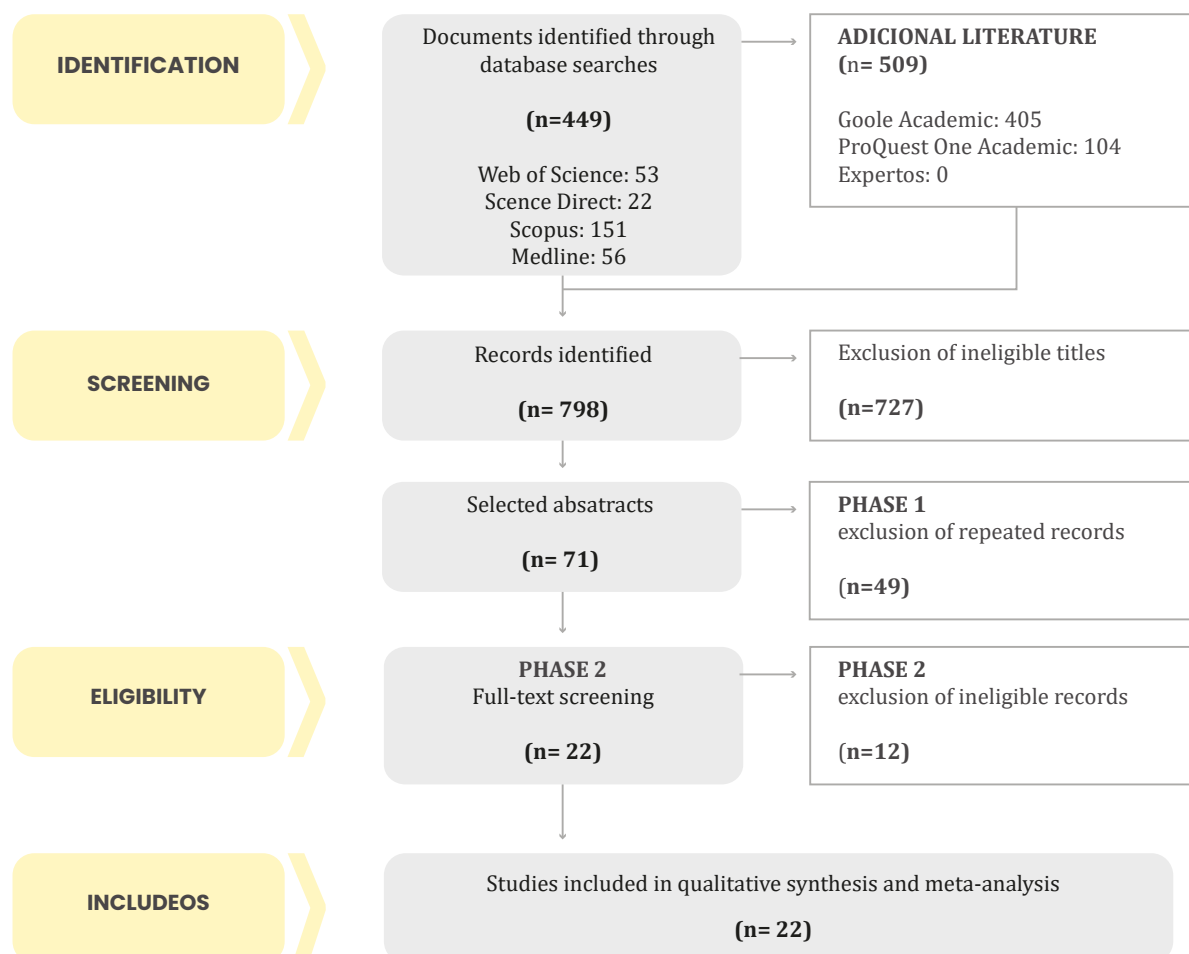 IDENTIFICATION
Documents identified through
database searches
(n=449)
Web of Science: 53
Scence Direct: 22
Scopus: 151
Medline: 56
ADICIONAL LITERATURE
(n= 509)
Goole Academic: 405
ProQuest One Academic: 104
Expertos: 0
SCREENING
Records identified
(n= 798)
Exclusion of ineligible titles
(n=727)
Selected absatracts
(n= 71)
PHASE 1
exclusion of repeated records
(n=49)
ELIGIBILITY
PHASE 2
Full-text screening
(n= 22)
PHASE 2
exclusion of ineligible records
(n=12)
INCLUDEOS
Studies included in qualitative synthesis and meta-analysis
(n= 22)